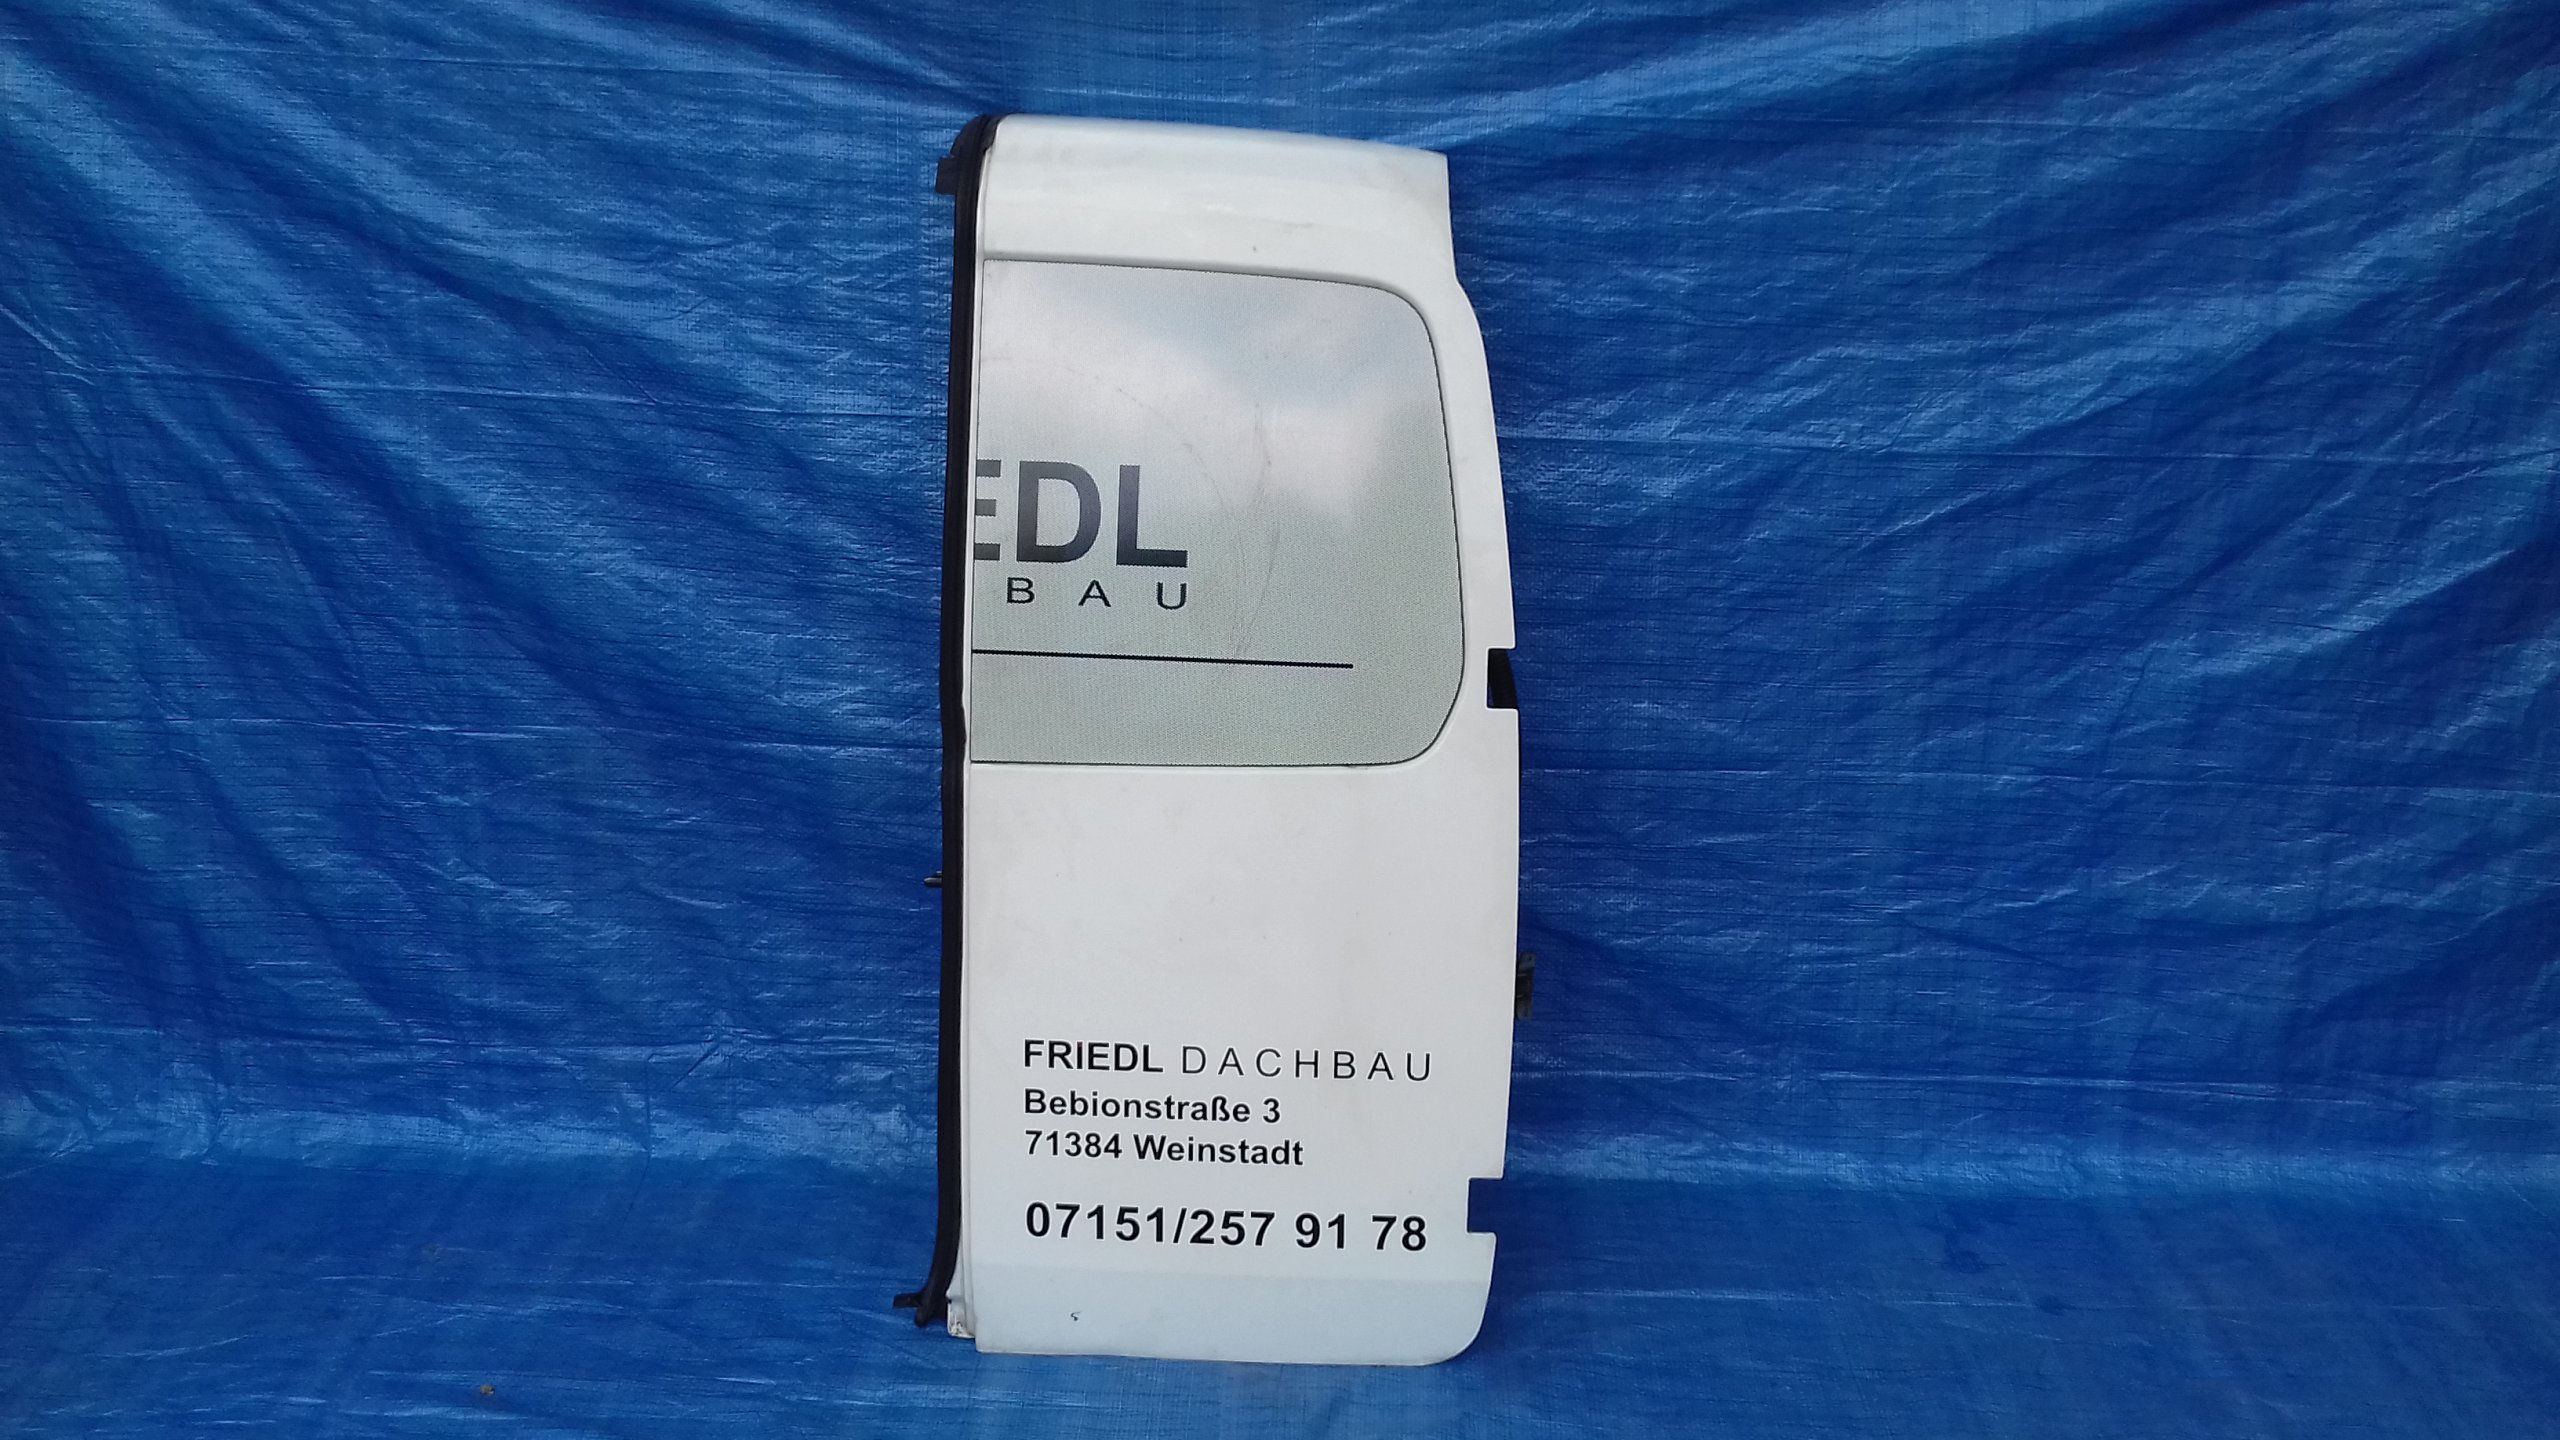 EDL
BAU
FRIEDL DACHBAU
Bebionstraße 3
71384 Weinstadt
07151/257 91 78